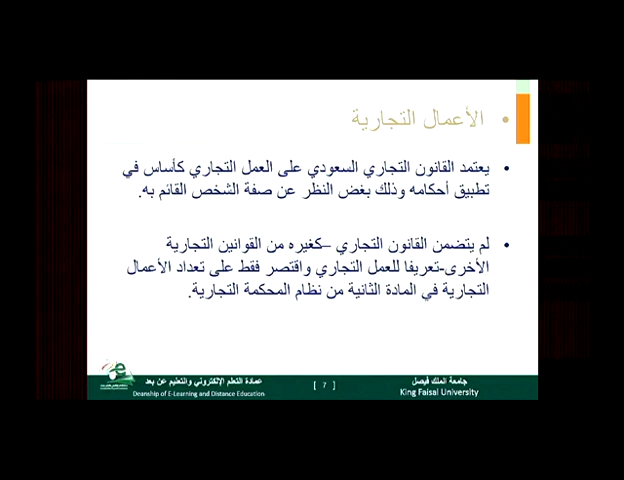 • الأعمال التجارية
• يعتمد القانون التجاري السعودي على العمل التجاري كأساس في
تطبيق أحكامه وذلك بغض النظر عن صفة الشخص القائم به.
• لم يتضمن القانون التجاري –كغيره من القوانين التجارية
الأخرى-تعريفا للعمل التجاري واقتصر فقط على تعداد الأعمال
التجارية في المادة الثانية من نظام المحكمة التجارية.
جامعة الملك فيصل
King Faisal University
[ 7 ]
عمادة التعلم الإلكتروني والتعليم عن بعد
Deanship of E-Learning and Distance Education